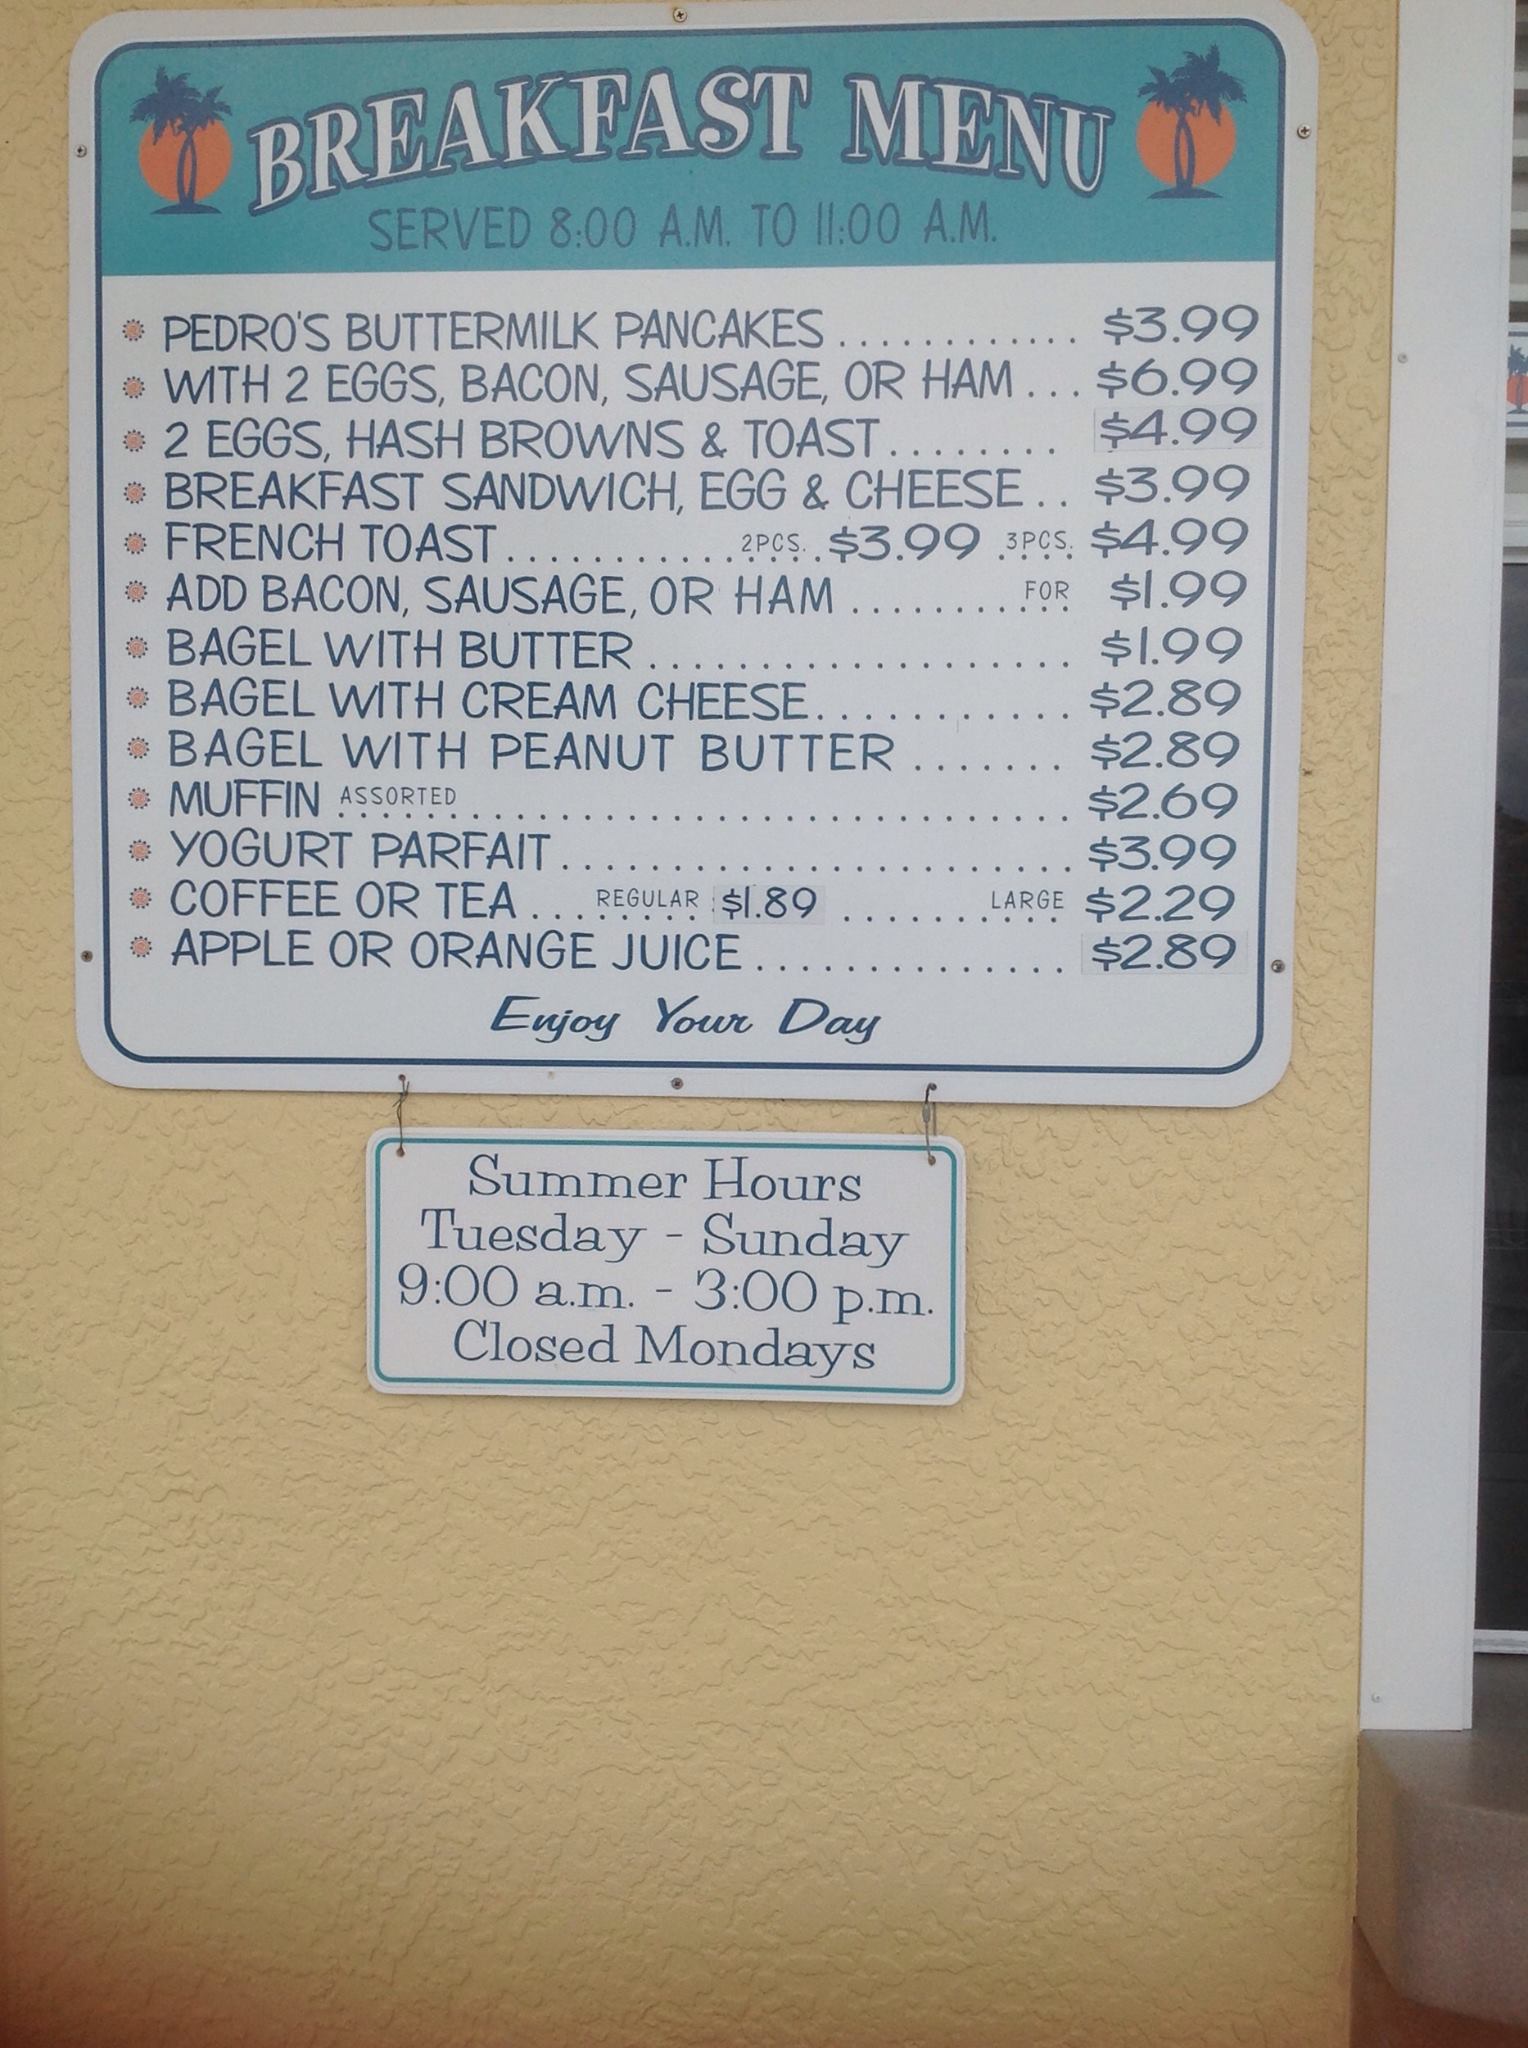 BREAKFAST MENU
SERVED 8:00 A.M. TO 11:00 A.M.
PEDRO'S BUTTERMILK PANCAKES ............ $3.99
WITH 2 EGGS, BACON, SAUSAGE, OR HAM ... $6.99
2 EGGS, HASH BROWNS & TOAST ........ $4.99
BREAKFAST SANDWICH, EGG & CHEESE .. $3.99
FRENCH TOAST ............ 2PCS. $3.99 3PCS. $4.99
ADD BACON, SAUSAGE, OR HAM .......... FOR $1.99
BAGEL WITH BUTTER .................... $1.99
BAGEL WITH CREAM CHEESE ............ $2.89
BAGEL WITH PEANUT BUTTER ....... $2.89
MUFFIN ASSORTED .................................. $2.69
YOGURT PARFAIT ........................ $3.99
COFFEE OR TEA ........ REGULAR $1.89 ........... LARGE $2.29
APPLE OR ORANGE JUICE ............... $2.89
Enjoy Your Day
Summer Hours
Tuesday - Sunday
9:00 a.m. - 3:00 p.m.
Closed Mondays